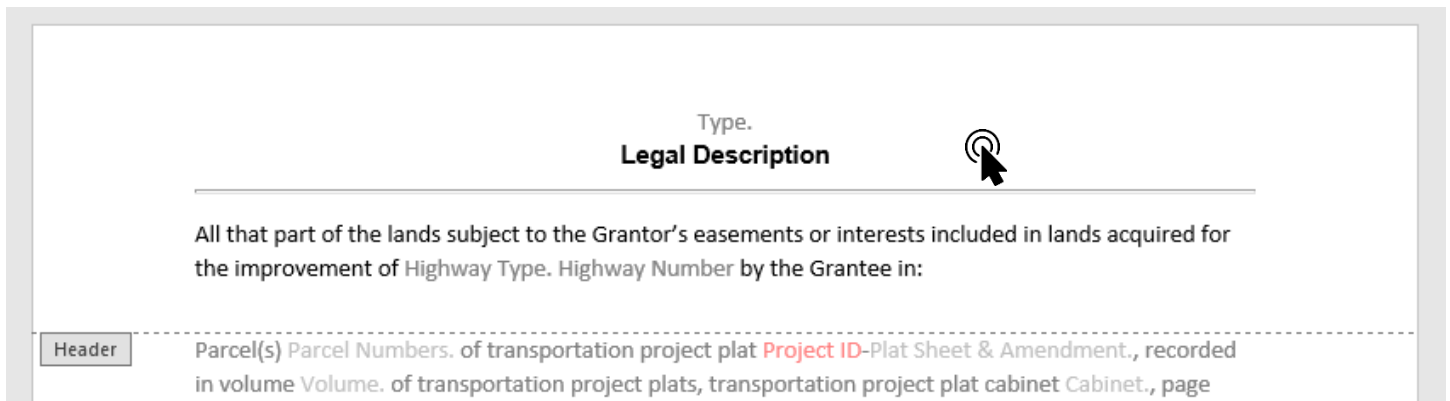 Type.
Legal Description
All that part of the lands subject to the Grantor’s easements or interests included in lands acquired for
the improvement of Highway Type. Highway Number by the Grantee in:
Header
Parcel(s) Parcel Numbers. of transportation project plat Project ID-Plat Sheet & Amendment., recorded
in volume Volume. of transportation project plats, transportation project plat cabinet Cabinet., page